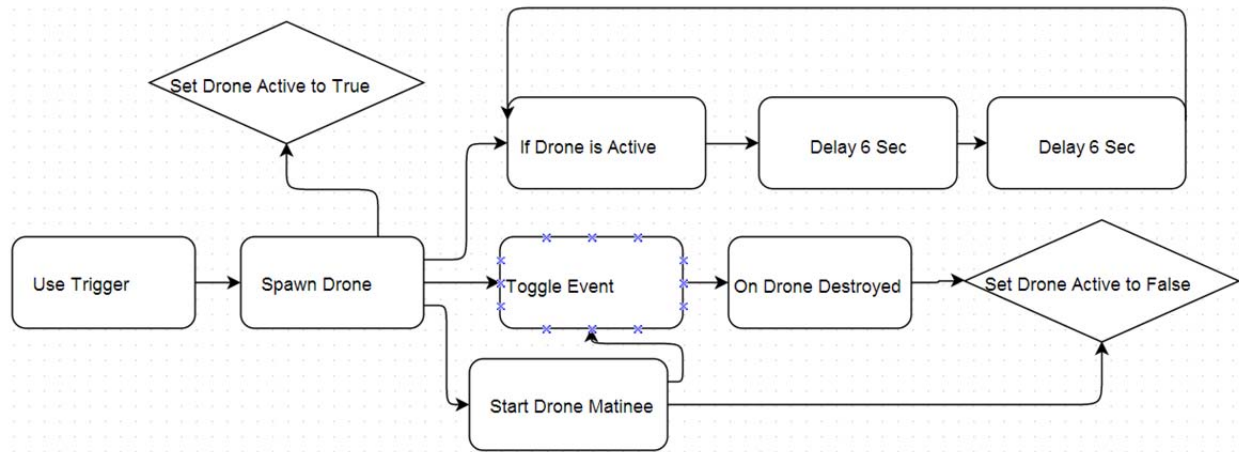 Set Drone Active to True
If Drone is Active
Delay 6 Sec
Delay 6 Sec
Use Trigger
Spawn Drone
Toggle Event
On Drone Destroyed
Set Drone Active to False
Start Drone Matinee